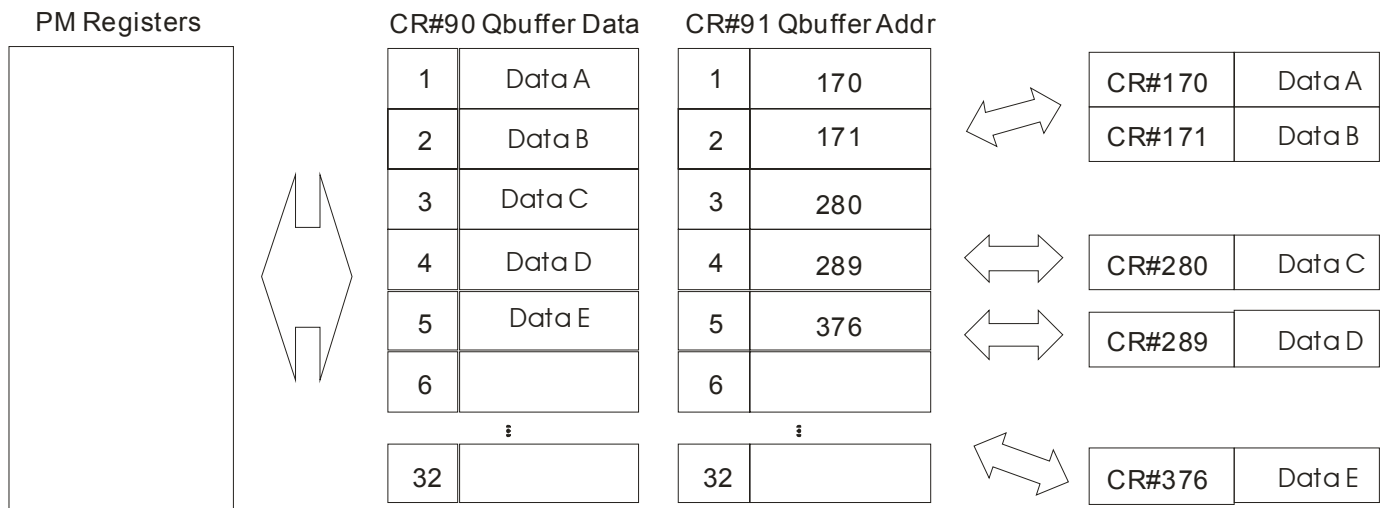 PM Registers
CR#90 Qbuffer Data
CR#91 Qbuffer Addr
1 Data A
2 Data B
3 Data C
4 Data D
5 Data E
6
⋮
32
1 170
2 171
3 280
4 289
5 376
6
⋮
32
CR#170 Data A
CR#171 Data B
CR#280 Data C
CR#289 Data D
CR#376 Data E